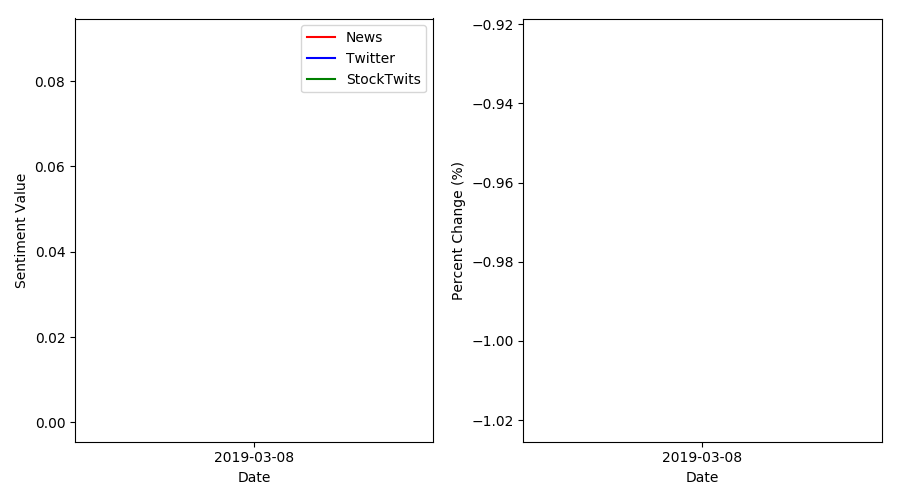 News
Twitter
StockTwits
0.08
0.06
0.04
0.02
0.00
Sentiment Value
2019-03-08
Date
−0.92
−0.94
−0.96
−0.98
−1.00
−1.02
Percent Change (%)
2019-03-08
Date